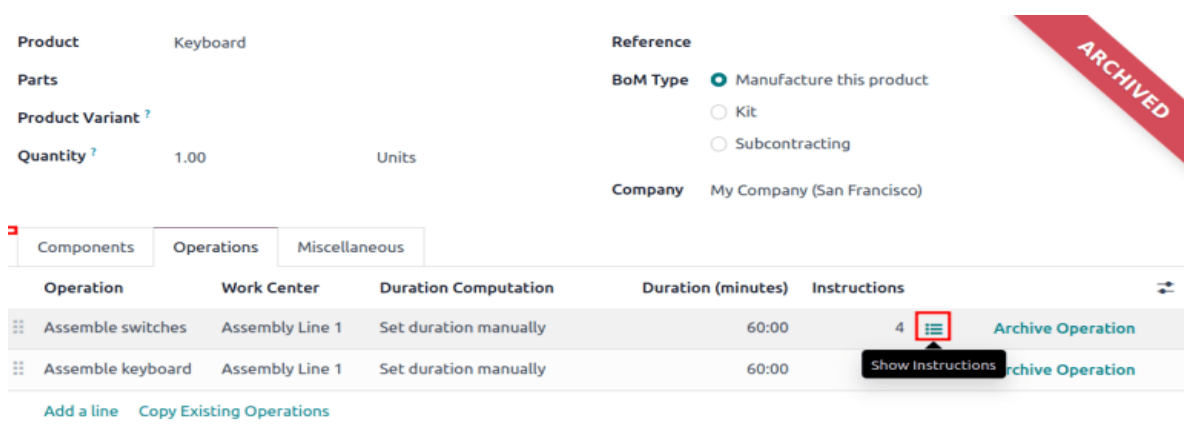 Product Keyboard Reference
ARCHIVED
Parts BoM Type Manufacture this product
Product Variant ? Kit
Quantity ? 1.00 Units Subcontracting
Company My Company (San Francisco)
Components Operations Miscellaneous
Operation Work Center Duration Computation Duration (minutes) Instructions
Assemble switches Assembly Line 1 Set duration manually 60:00 4 Archive Operation
Assemble keyboard Assembly Line 1 Set duration manually 60:00 Show Instructions rchive Operation
Add a line Copy Existing Operations